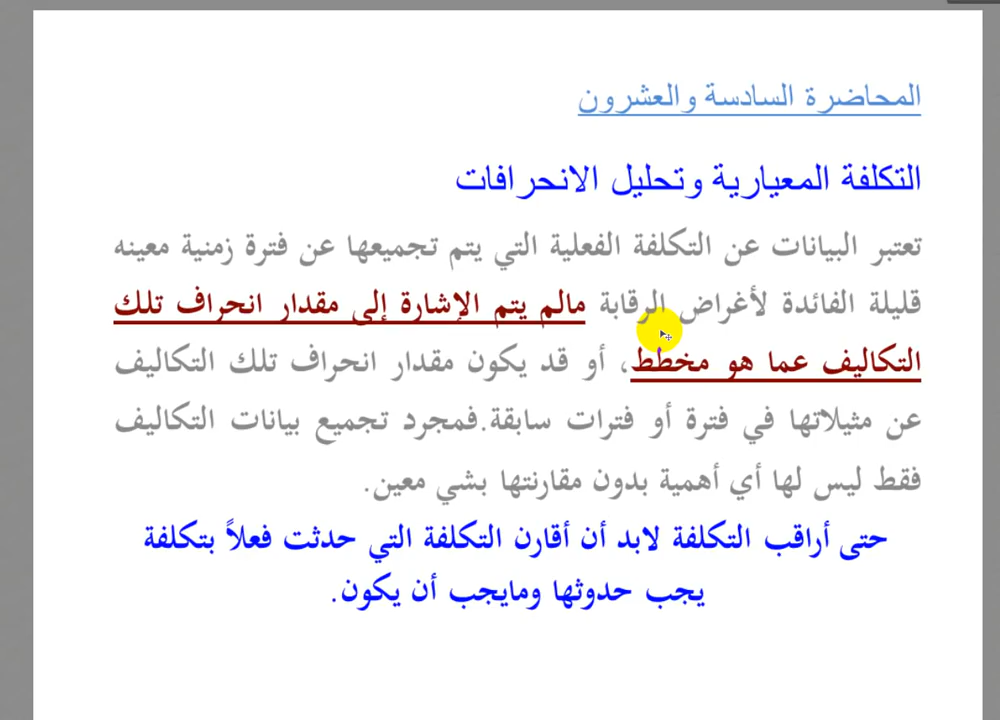 المحاضرة السادسة والعشرون
التكلفة المعيارية وتحليل الانحرافات
تعتبر البيانات عن التكلفة الفعلية التي يتم تجميعها عن فترة زمنية معينه
قليلة الفائدة لأغراض الرقابة مالم يتم الإشارة إلى مقدار انحراف تلك
التكاليف عما هو مخطط، أو قد يكون مقدار انحراف تلك التكاليف
عن مثيلاتها في فترة أو فترات سابقة.فمجرد تجميع بيانات التكاليف
فقط ليس لها أي أهمية بدون مقارنتها بشي معين.
حتى أراقب التكلفة لابد أن أقارن التكلفة التي حدثت فعلاً بتكلفة
يجب حدوثها ومايجب أن يكون.